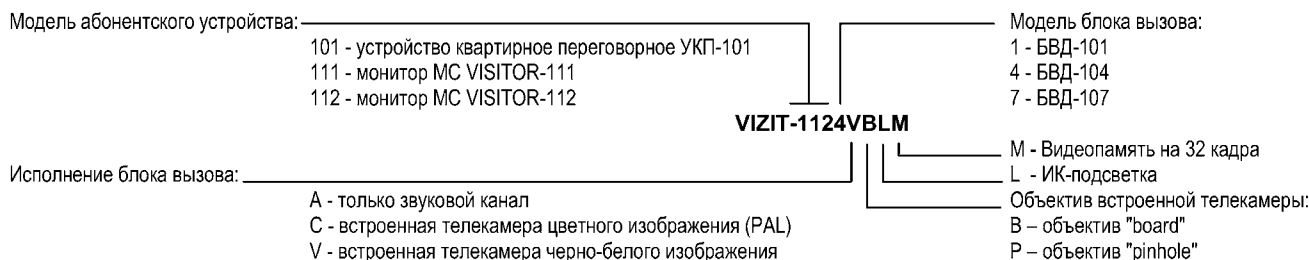 Модель абонентского устройства:
101 - устройство квартирное переговорное УКП-101
111 - монитор МС VISITOR-111
112 - монитор МС VISITOR-112
Модель блока вызова:
1 - БВД-101
4 - БВД-104
7 - БВД-107
VIZIT-1124VBLM
Исполнение блока вызова:
А - только звуковой канал
С - встроенная телекамера цветного изображения (PAL)
V - встроенная телекамера черно-белого изображения
М - Видеопамять на 32 кадра
L - ИК-подсветка
Объектив встроенной телекамеры:
В – объектив "board"
Р – объектив "pinhole"